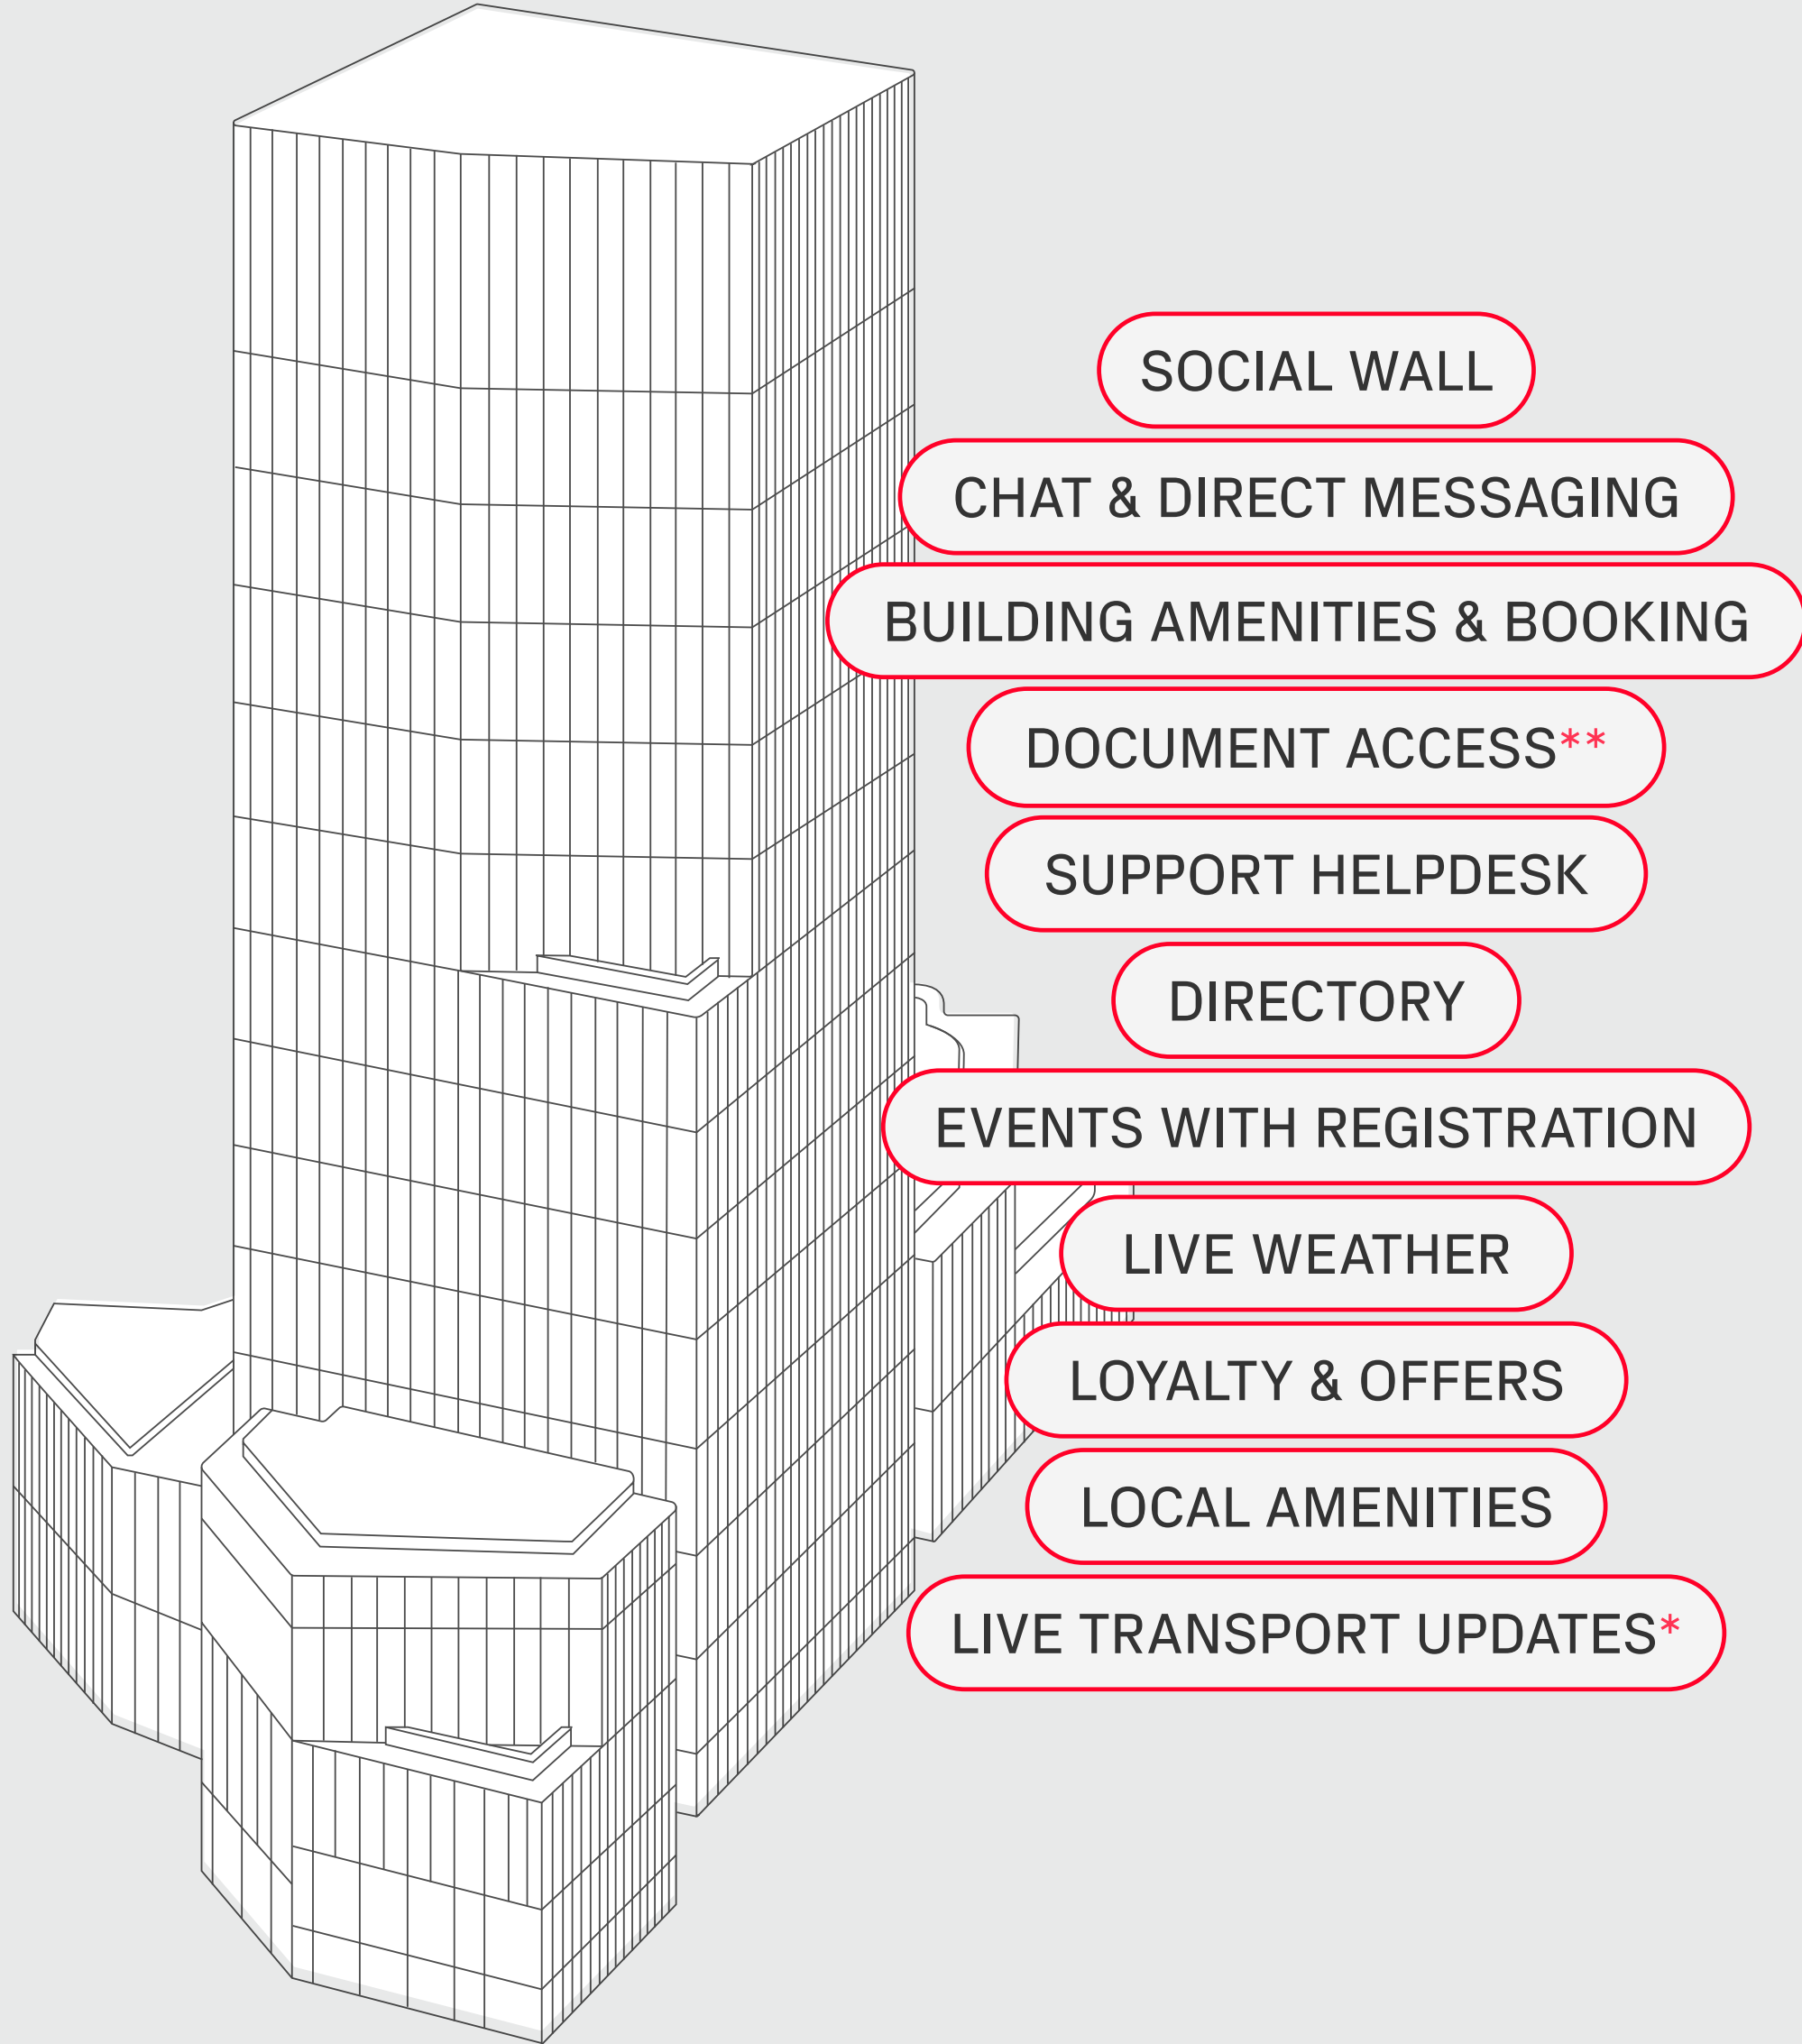 SOCIAL WALL
CHAT & DIRECT MESSAGING
BUILDING AMENITIES & BOOKING
DOCUMENT ACCESS**
SUPPORT HELPDESK
DIRECTORY
EVENTS WITH REGISTRATION
LIVE WEATHER
LOYALTY & OFFERS
LOCAL AMENITIES
LIVE TRANSPORT UPDATES*